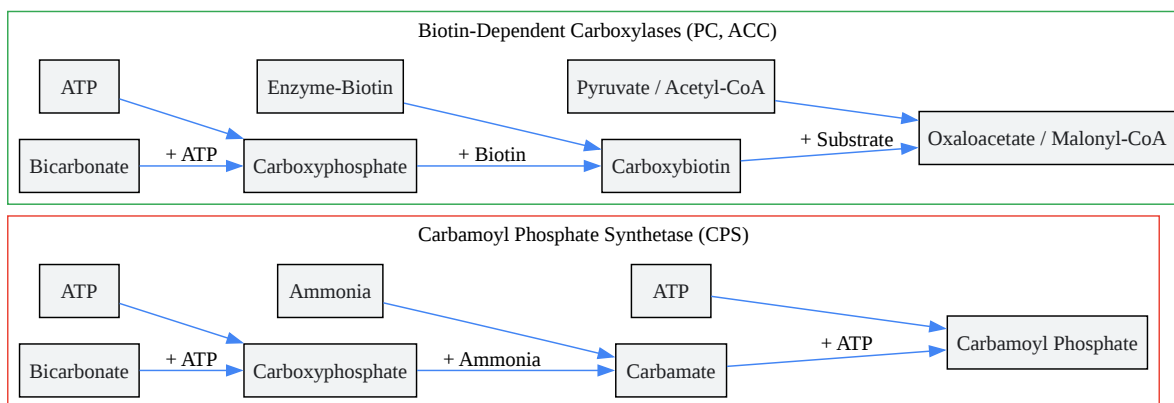 Biotin-Dependent Carboxylases (PC, ACC)
ATP
Enzyme-Biotin
Pyruvate / Acetyl-CoA
Bicarbonate
+ ATP
Carboxyphosphate
+ Biotin
Carboxybiotin
+ Substrate
Oxaloacetate / Malonyl-CoA
Carbamoyl Phosphate Synthetase (CPS)
ATP
Ammonia
ATP
Bicarbonate
+ ATP
Carboxyphosphate
+ Ammonia
Carbamate
+ ATP
Carbamoyl Phosphate